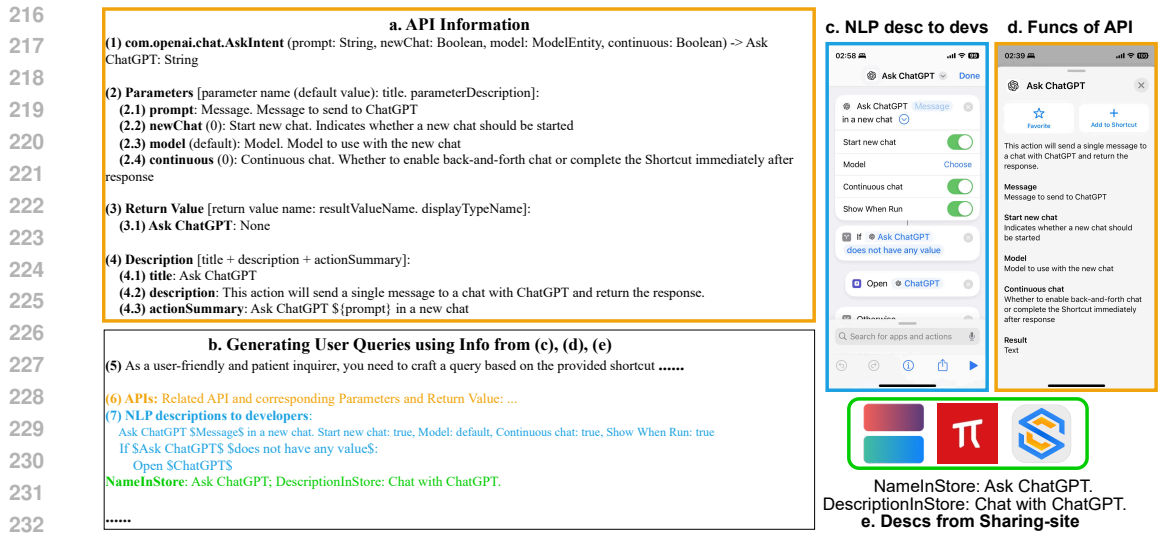 216
217
218
219
220
221
222
223
224
225
226
227
228
229
230
231
232
a. API Information
(1) com.openai.chat.AskIntent (prompt: String, newChat: Boolean, model: ModelEntity, continuous: Boolean) -> Ask
ChatGPT: String
(2) Parameters [parameter name (default value): title. parameterDescription]:
(2.1) prompt: Message. Message to send to ChatGPT
(2.2) newChat (0): Start new chat. Indicates whether a new chat should be started
(2.3) model (default): Model. Model to use with the new chat
(2.4) continuous (0): Continuous chat. Whether to enable back-and-forth chat or complete the Shortcut immediately after
response
(3) Return Value [return value name: resultValueName. displayTypeName]:
(3.1) Ask ChatGPT: None
(4) Description [title + description + actionSummary]:
(4.1) title: Ask ChatGPT
(4.2) description: This action will send a single message to a chat with ChatGPT and return the response.
(4.3) actionSummary: Ask ChatGPT ${prompt} in a new chat
b. Generating User Queries using Info from (c), (d), (e)
(5) As a user-friendly and patient inquirer, you need to craft a query based on the provided shortcut ......
(6) APIs: Related API and corresponding Parameters and Return Value: ...
(7) NLP descriptions to developers:
Ask ChatGPT $Message$ in a new chat. Start new chat: true, Model: default, Continuous chat: true, Show When Run: true
If $Ask ChatGPT$ $does not have any value$:
Open $ChatGPT$
NameInStore: Ask ChatGPT; DescriptionInStore: Chat with ChatGPT.
......
c. NLP desc to devs
02:58
99
Ask ChatGPT
Done
Ask ChatGPT Message
in a new chat
Start new chat
Model
Choose
Continuous chat
Show When Run
If Ask ChatGPT
does not have any value
Open ChatGPT
Otherwise
Search for apps and actions
d. Funcs of API
02:39
100
Ask ChatGPT
Favorite
Add to Shortcut
This action will send a single message to
a chat with ChatGPT and return the
response.
Message
Message to send to ChatGPT
Start new chat
Indicates whether a new chat should
be started
Model
Model to use with the new chat
Continuous chat
Whether to enable back-and-forth chat
or complete the Shortcut immediately
after response
Result
Text
π
NameInStore: Ask ChatGPT.
DescriptionInStore: Chat with ChatGPT.
e. Descs from Sharing-site